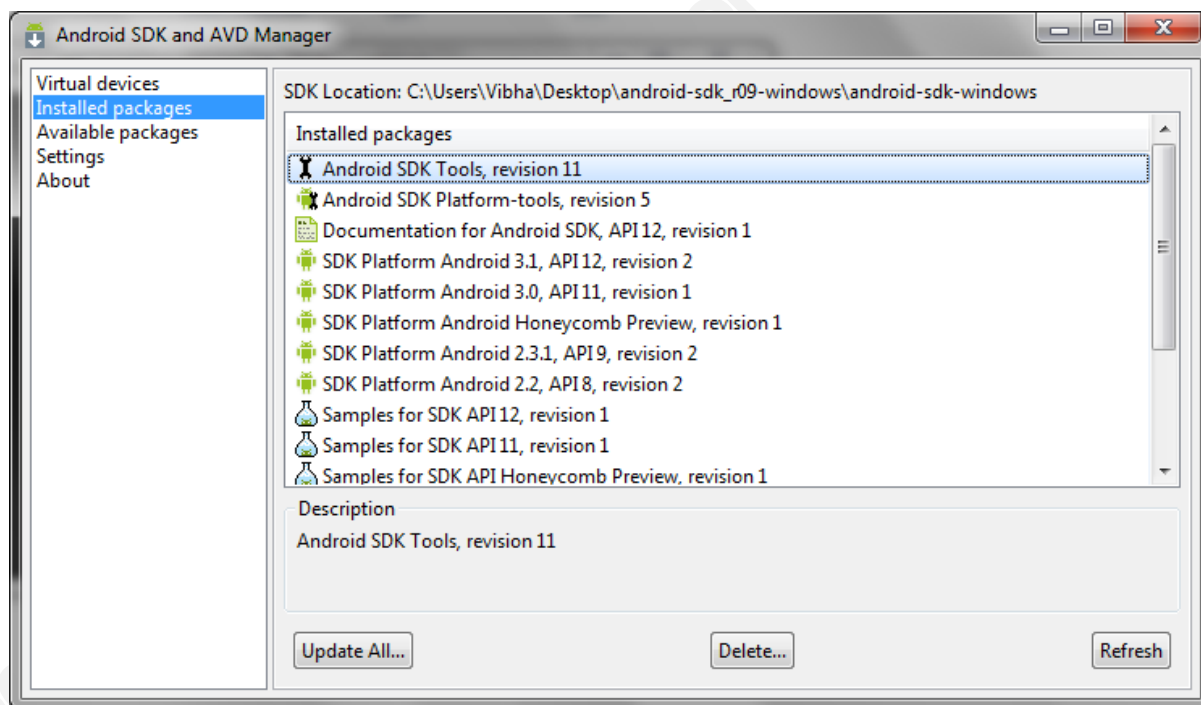 Android SDK and AVD Manager
Virtual devices
Installed packages
Available packages
Settings
About
SDK Location: C:\Users\Vibha\Desktop\android-sdk_r09-windows\android-sdk-windows
Installed packages
Android SDK Tools, revision 11
Android SDK Platform-tools, revision 5
Documentation for Android SDK, API 12, revision 1
SDK Platform Android 3.1, API 12, revision 2
SDK Platform Android 3.0, API 11, revision 1
SDK Platform Android Honeycomb Preview, revision 1
SDK Platform Android 2.3.1, API 9, revision 2
SDK Platform Android 2.2, API 8, revision 2
Samples for SDK API 12, revision 1
Samples for SDK API 11, revision 1
Samples for SDK API Honeycomb Preview, revision 1
Description
Android SDK Tools, revision 11
Update All...
Delete...
Refresh